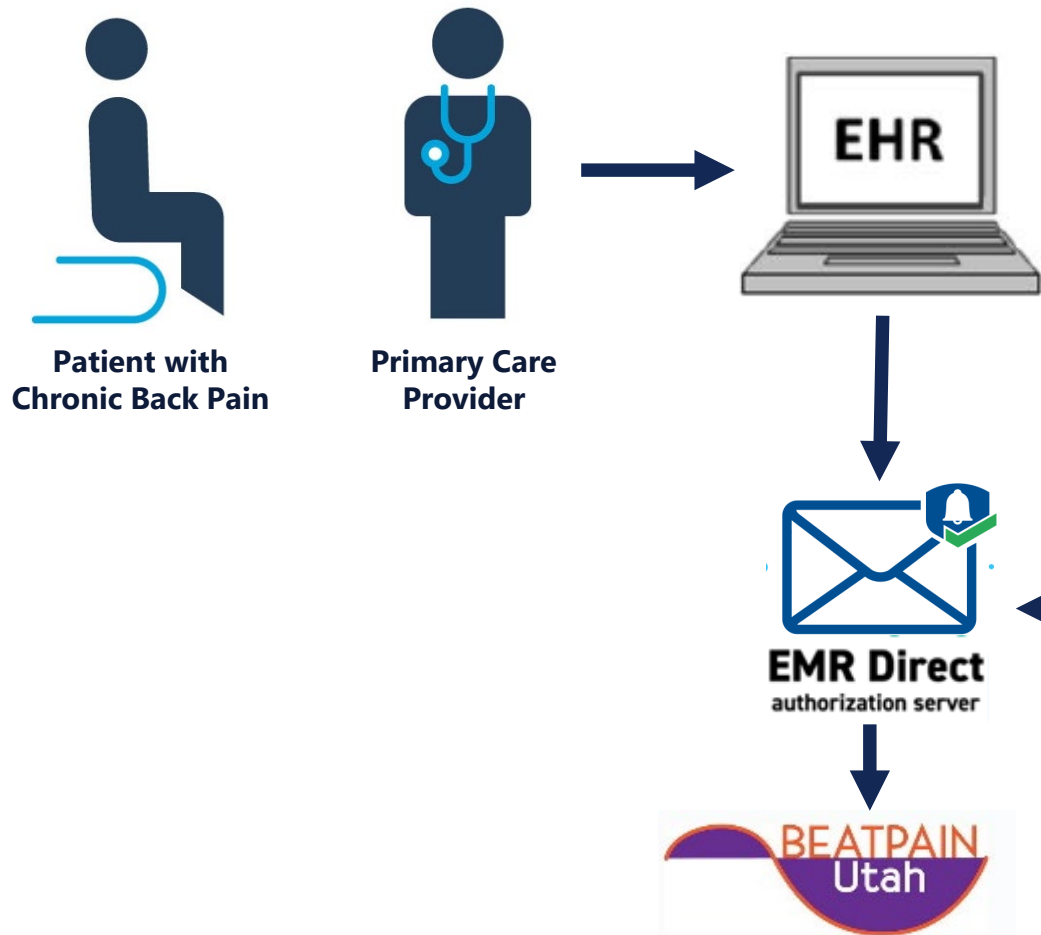 EHR
Patient with
Chronic Back Pain
Primary Care
Provider
EMR Direct
authorization server
BEATPAIN
Utah